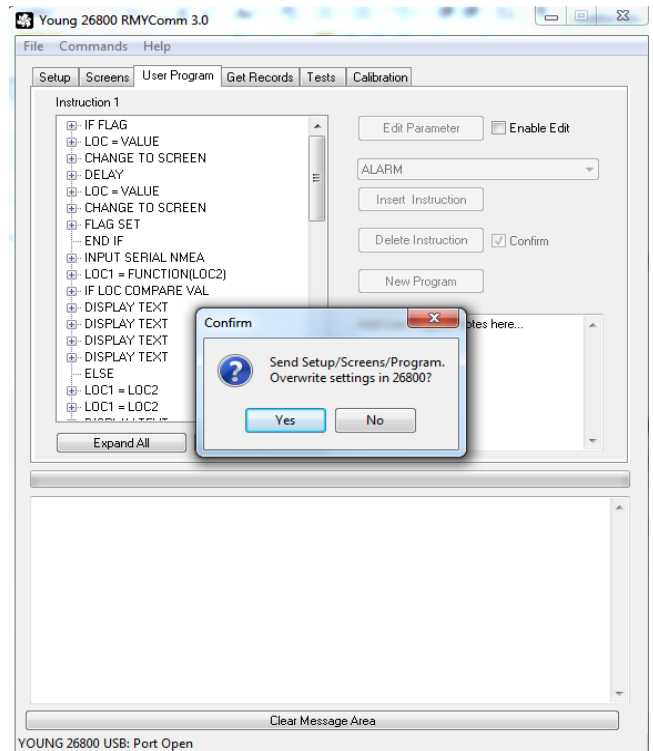 Young 26800 RMYComm 3.0
File Commands Help
Setup Screens User Program Get Records Tests Calibration
Instruction 1
IF FLAG
LOC = VALUE
CHANGE TO SCREEN
DELAY
LOC = VALUE
CHANGE TO SCREEN
FLAG SET
END IF
INPUT SERIAL NMEA
LOC1 = FUNCTION(LOC2)
IF LOC COMPARE VAL
DISPLAY TEXT
DISPLAY TEXT
DISPLAY TEXT
DISPLAY TEXT
ELSE
LOC1 = LOC2
LOC1 = LOC2
Expand All
Edit Parameter Enable Edit
ALARM
Insert Instruction
Delete Instruction Confirm
New Program
here...
Confirm
Send Setup/Screens/Program.
Overwrite settings in 26800?
Yes No
Clear Message Area
YOUNG 26800 USB: Port Open